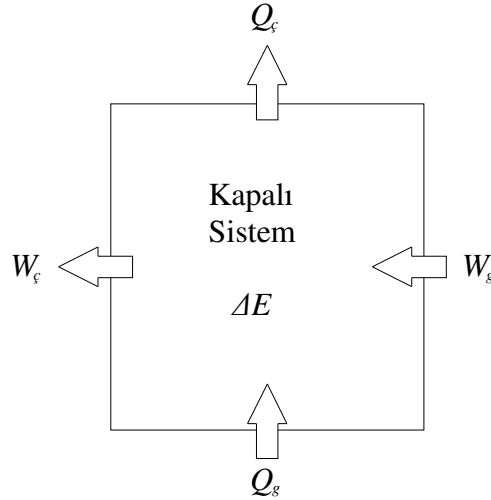 Qç
Kapalı
Sistem
Wç
Wg
ΔE
Qg